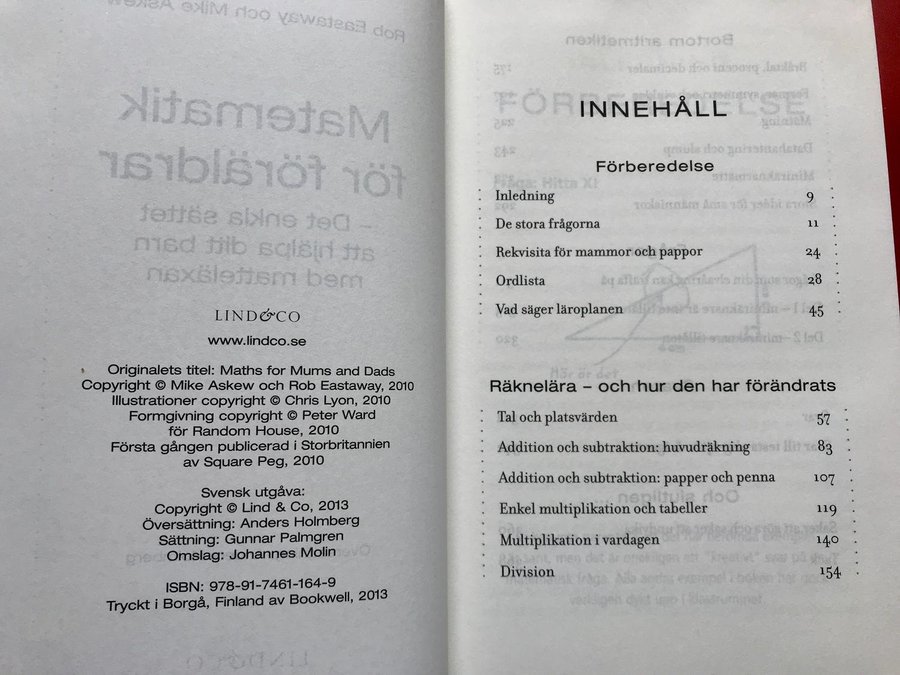 LIND&CO
www.lindco.se
Originalets titel: Maths for Mums and Dads
Copyright © Mike Askew och Rob Eastaway, 2010
Illustrationer copyright © Chris Lyon, 2010
Formgivning copyright © Peter Ward
för Random House, 2010
Första gången publicerad i Storbritannien
av Square Peg, 2010
Svensk utgåva:
Copyright © Lind & Co, 2013
Översättning: Anders Holmberg
Sättning: Gunnar Palmgren
Omslag: Johannes Molin
ISBN: 978-91-7461-164-9
Tryckt i Borgå, Finland av Bookwell, 2013
INNEHÅLL
Förberedelse
Inledning 9
De stora frågorna 11
Rekvisita för mammor och pappor 24
Ordlista 28
Vad säger läroplanen 45
Räknelära – och hur den har förändrats
Tal och platsvärden 57
Addition och subtraktion: huvudräkning 83
Addition och subtraktion: papper och penna 107
Enkel multiplikation och tabeller 119
Multiplikation i vardagen 140
Division 154